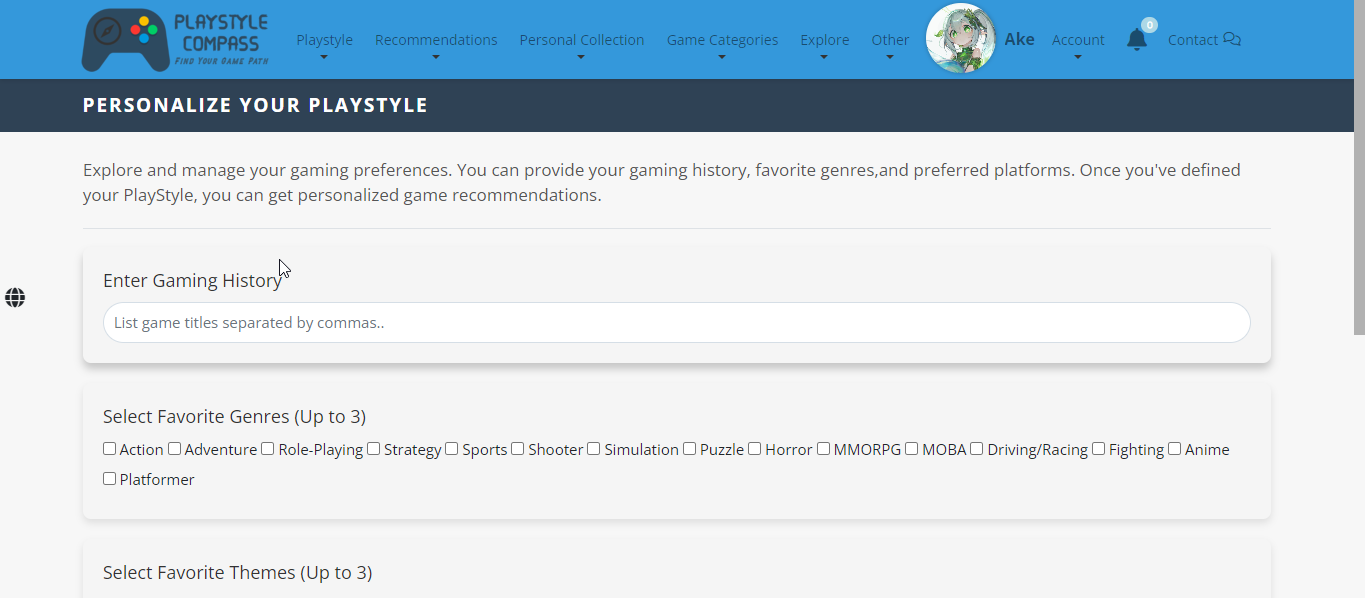 PLAYSTYLE
COMPASS
FIND YOUR GAME PATH
Playstyle Recommendations Personal Collection Game Categories Explore Other Ake Account 0 Contact
PERSONALIZE YOUR PLAYSTYLE
Explore and manage your gaming preferences. You can provide your gaming history, favorite genres,and preferred platforms. Once you've defined
your PlayStyle, you can get personalized game recommendations.
Enter Gaming History
List game titles separated by commas..
Select Favorite Genres (Up to 3)
Action Adventure Role-Playing Strategy Sports Shooter Simulation Puzzle Horror MMORPG MOBA Driving/Racing Fighting Anime
Platformer
Select Favorite Themes (Up to 3)